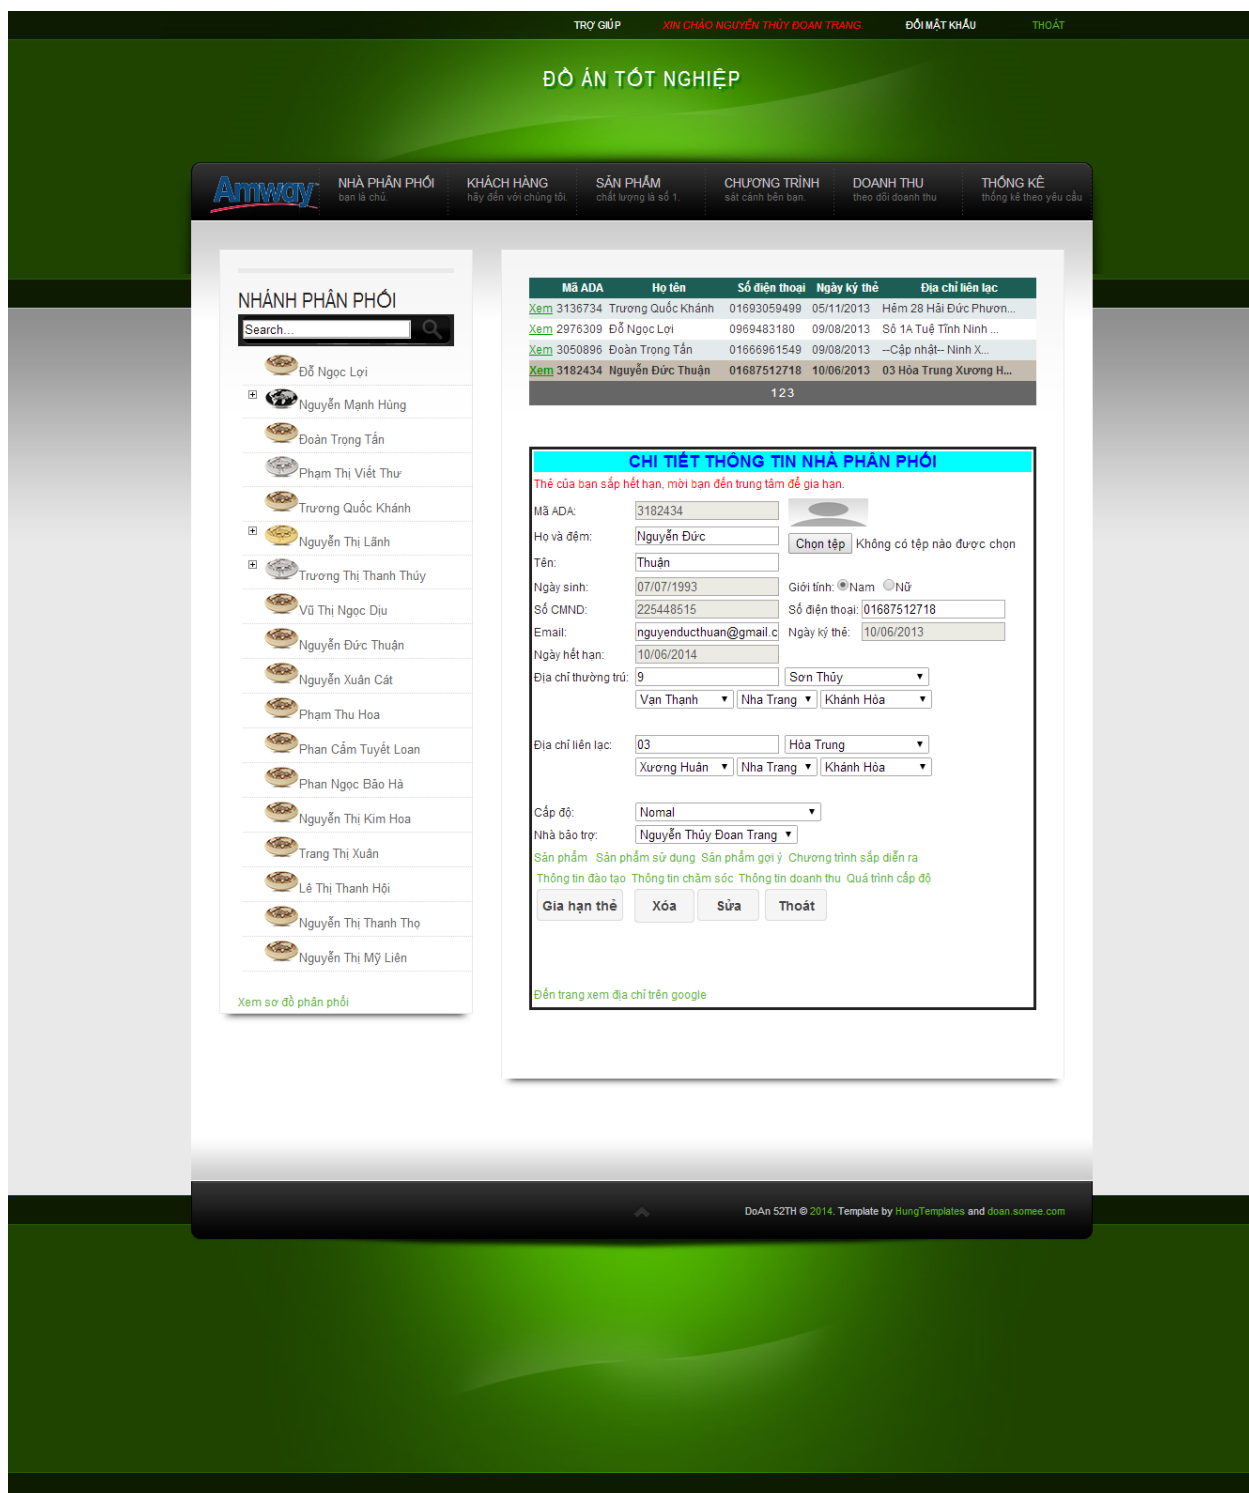 TRỢ GIÚP XIN CHÀO NGUYỄN THÚY ĐOAN TRANG. ĐỔI MẬT KHẨU THOÁT
ĐỒ ÁN TỐT NGHIỆP
Amway
NHÀ PHÂN PHỐI KHÁCH HÀNG SẢN PHẨM CHƯƠNG TRÌNH DOANH THU THỐNG KÊ
bạn là chủ. hãy đến với chúng tôi. chất lượng là số 1. sát cánh bên bạn. theo dõi doanh thu thống kê theo yêu cầu
NHÁNH PHÂN PHỐI
Search...
Đỗ Ngọc Lợi
Nguyễn Mạnh Hùng
Đoàn Trọng Tấn
Phạm Thị Viết Thư
Trương Quốc Khánh
Nguyễn Thị Lãnh
Trương Thị Thanh Thúy
Vũ Thị Ngọc Dịu
Nguyễn Đức Thuận
Nguyễn Xuân Cát
Phạm Thu Hoa
Phan Cẩm Tuyết Loan
Phan Ngọc Bảo Hà
Nguyễn Thị Kim Hoa
Trang Thị Xuân
Lê Thị Thanh Hội
Nguyễn Thị Thanh Thọ
Nguyễn Thị Mỹ Liên
Xem sơ đồ phân phối
Mã ADA Họ tên Số điện thoại Ngày ký thẻ Địa chỉ liên lạc
Xem 3136734 Trương Quốc Khánh 01693059499 05/11/2013 Hẻm 28 Hải Đức Phươn...
Xem 2976309 Đỗ Ngọc Lợi 0969483180 09/08/2013 Số 1A Tuệ Tĩnh Ninh ...
Xem 3050896 Đoàn Trọng Tấn 01666961549 09/08/2013 --Cập nhật-- Ninh X...
Xem 3182434 Nguyễn Đức Thuận 01687512718 10/06/2013 03 Hòa Trung Xương H...
123
CHI TIẾT THÔNG TIN NHÀ PHÂN PHỐI
Thẻ của bạn sắp hết hạn, mời bạn đến trung tâm để gia hạn.
Mã ADA: 3182434
Họ và đệm: Nguyễn Đức
Chọn tệp Không có tệp nào được chọn
Tên: Thuận
Ngày sinh: 07/07/1993 Giới tính: Nam Nữ
Số CMND: 225448515 Số điện thoại: 01687512718
Email: nguyenducthuan@gmail.c Ngày ký thẻ: 10/06/2013
Ngày hết hạn: 10/06/2014
Địa chỉ thường trú: 9 Sơn Thủy
Vạn Thạnh Nha Trang Khánh Hòa
Địa chỉ liên lạc: 03 Hòa Trung
Xương Huân Nha Trang Khánh Hòa
Cấp độ: Nomal
Nhà bảo trợ: Nguyễn Thúy Đoan Trang
Sản phẩm Sản phẩm sử dụng Sản phẩm gợi ý Chương trình sắp diễn ra
Thông tin đào tạo Thông tin chăm sóc Thông tin doanh thu Quá trình cấp độ
Gia hạn thẻ Xóa Sửa Thoát
Đến trang xem địa chỉ trên google
DoAn 52TH © 2014. Template by HungTemplates and doan.somee.com